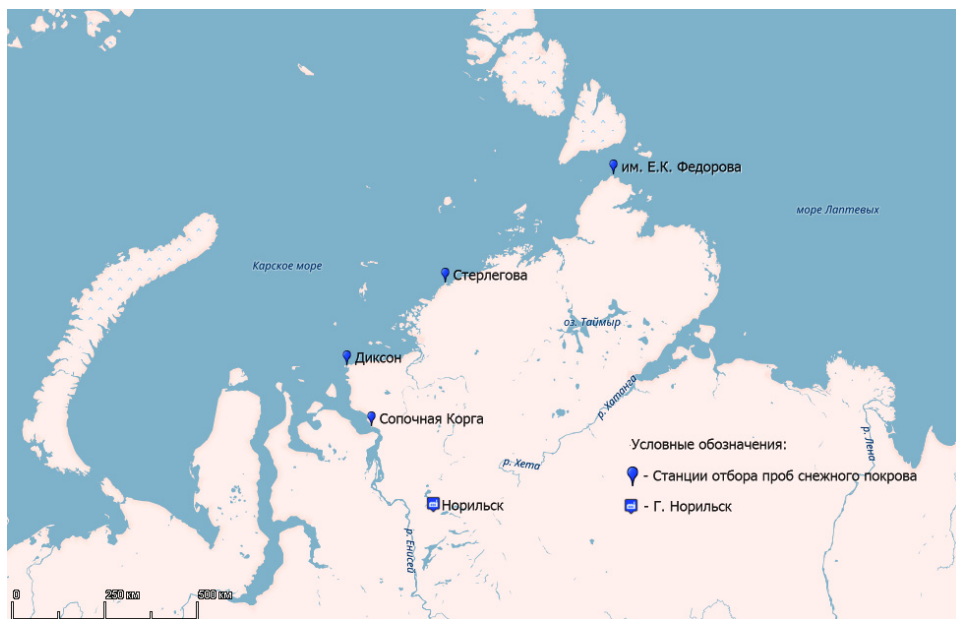 им. Е.К. Федорова
море Лаптевых
Карское море
Стерлегова
оз. Таймыр
Диксон
р. Хатанга
Сопочная Корга
Условные обозначения:
р. Лена
р. Хета
- Станции отбора проб снежного покрова
Норильск
- Г. Норильск
р. Енисей
0 250 км 500 км